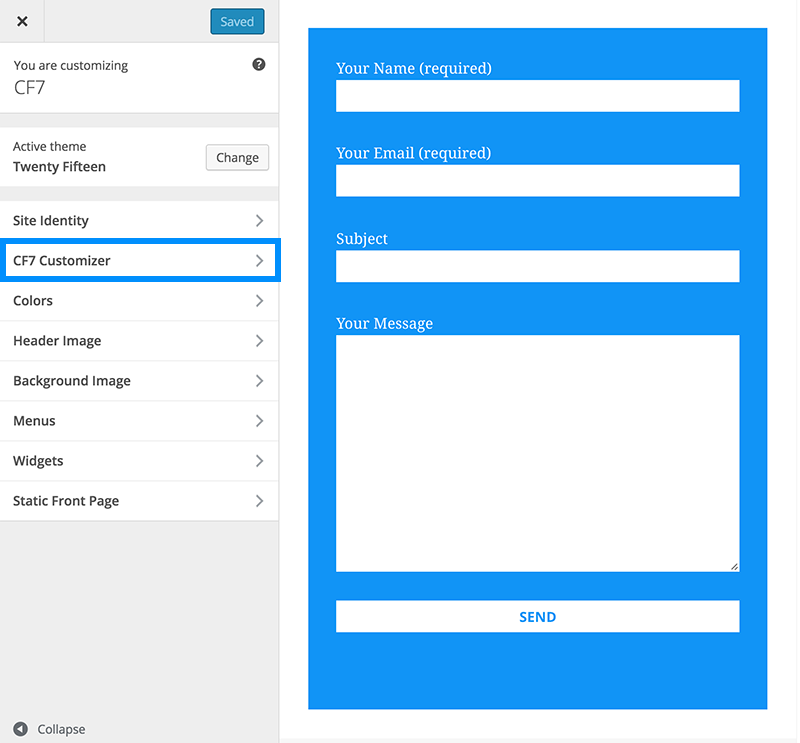 Saved
You are customizing
CF7
Active theme
Twenty Fifteen
Change
Site Identity
CF7 Customizer
Colors
Header Image
Background Image
Menus
Widgets
Static Front Page
Collapse
Your Name (required)
Your Email (required)
Subject
Your Message
SEND